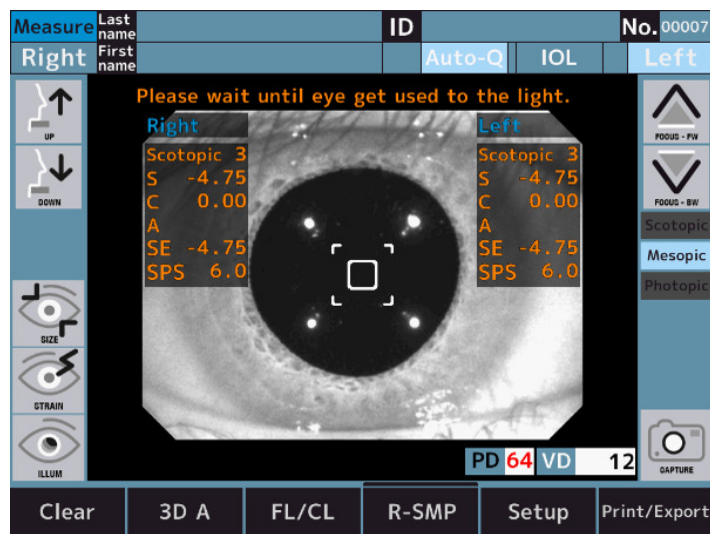 Measure Last name ID No. 00007
Right First name Auto-Q IOL Left
Please wait until eye get used to the light.
UP
DOWN
SIZE
STRAIN
ILLUM
Right
Scotopic 3
S -4.75
C 0.00
A
SE -4.75
SPS 6.0
Left
Scotopic 3
S -4.75
C 0.00
A
SE -4.75
SPS 6.0
FOCUS - FW
FOCUS - BW
Scotopic
Mesopic
Photopic
CAPTURE
PD 64 VD 12
Clear 3D A FL/CL R-SMP Setup Print/Export